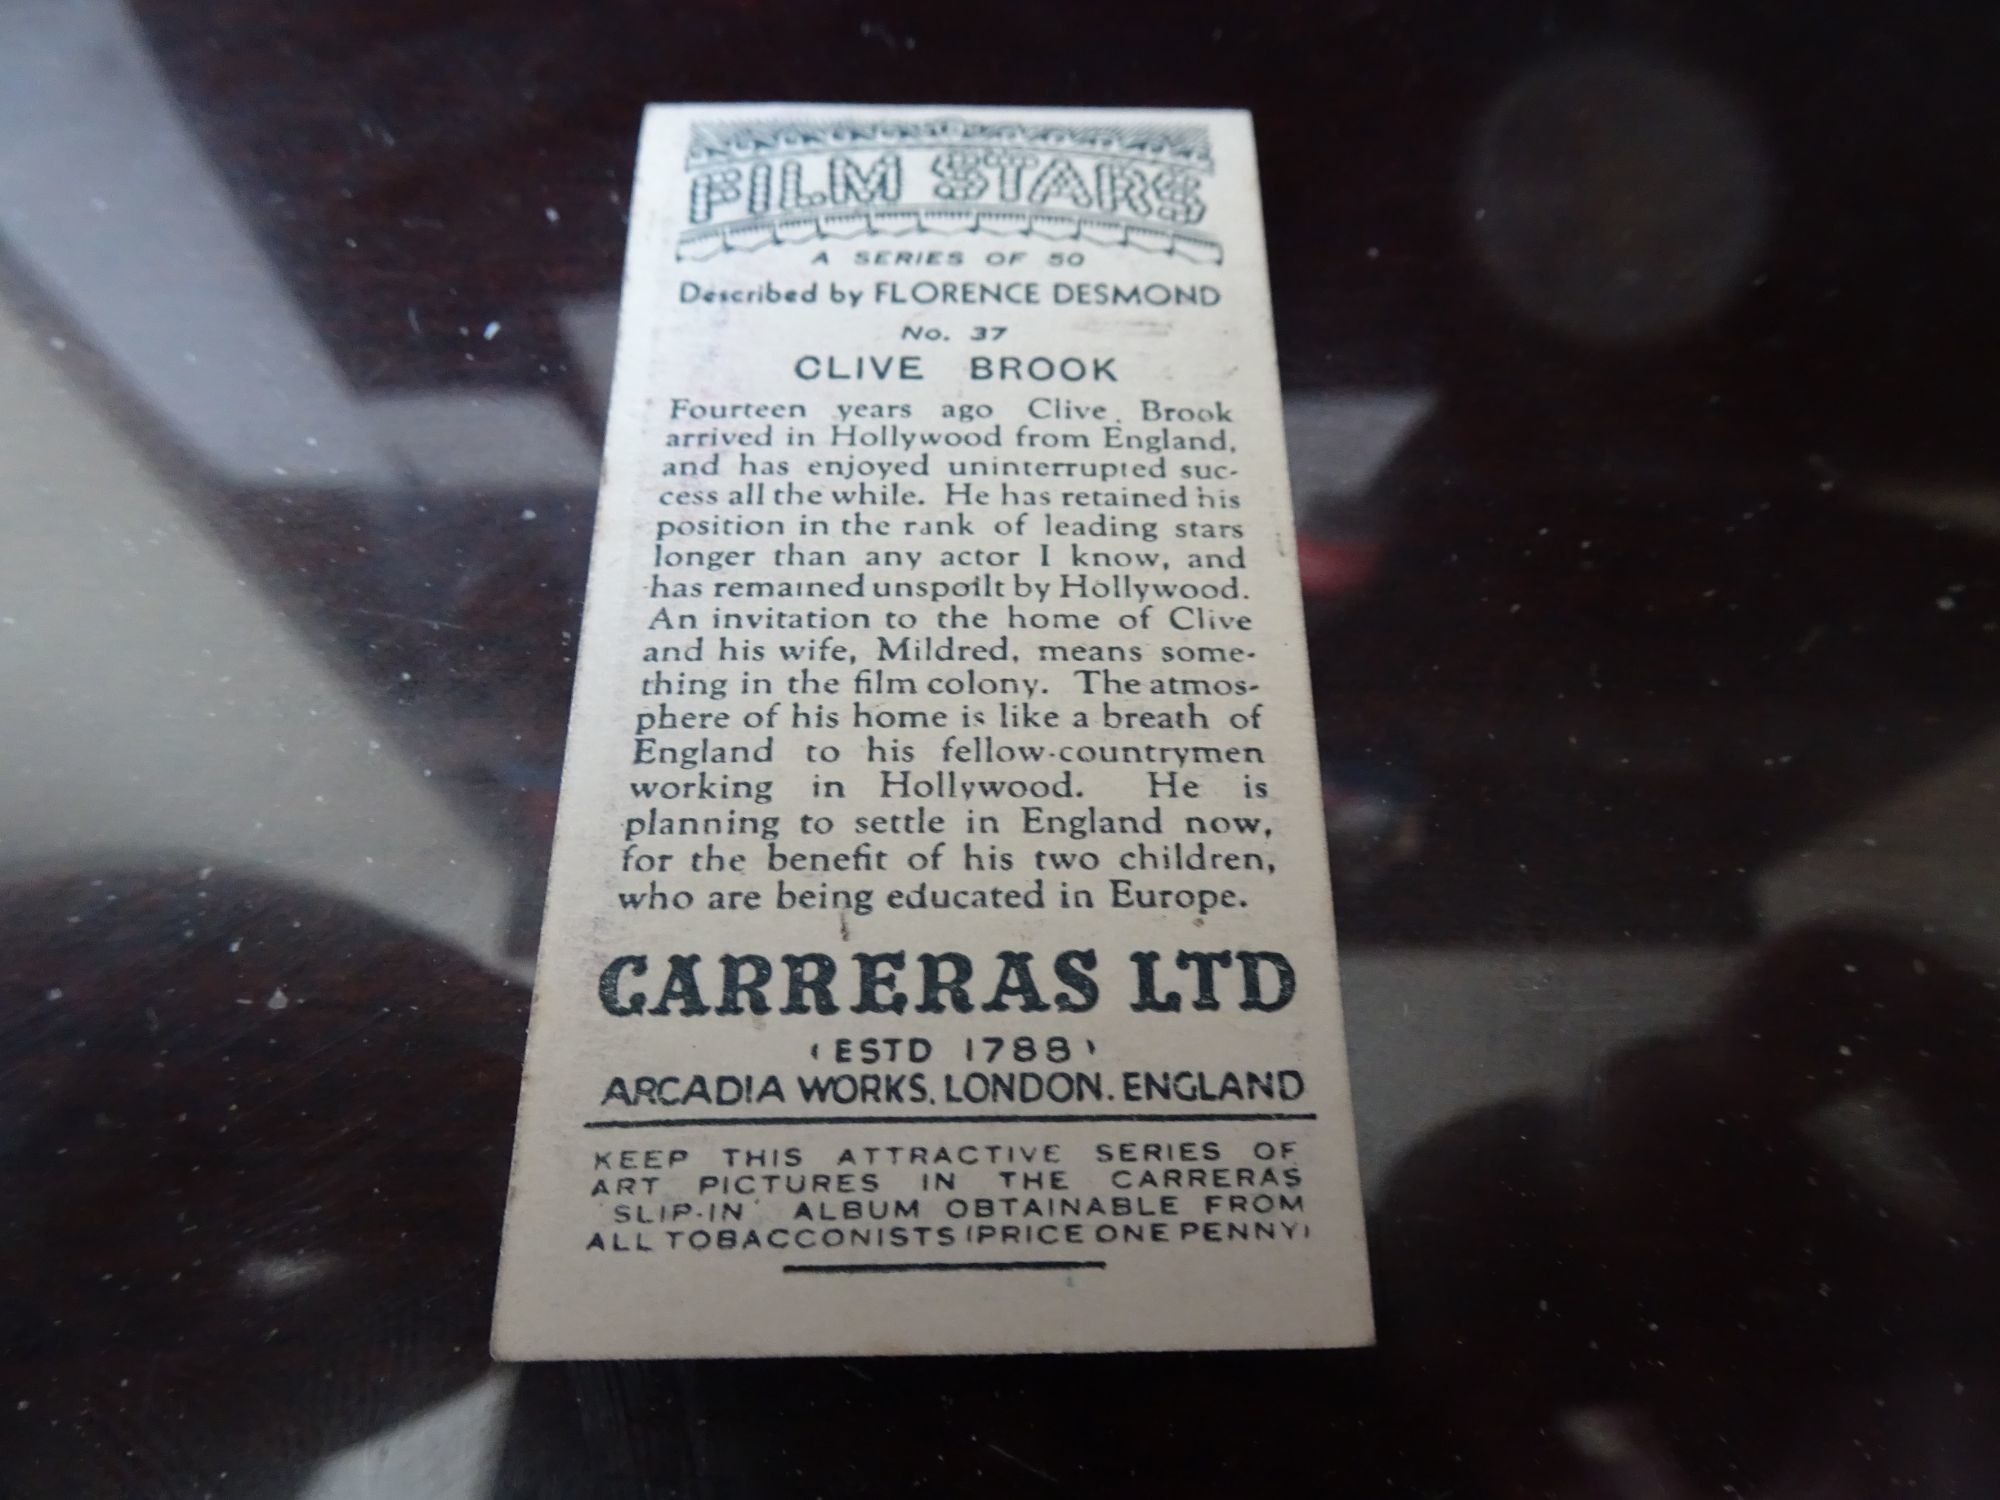 FILM STARS
A SERIES OF 50
Described by FLORENCE DESMOND
No. 37
CLIVE BROOK
Fourteen years ago Clive Brook
arrived in Hollywood from England,
and has enjoyed uninterrupted suc-
cess all the while. He has retained his
position in the rank of leading stars
longer than any actor I know, and
has remained unspoilt by Hollywood.
An invitation to the home of Clive
and his wife, Mildred, means some-
thing in the film colony. The atmos-
phere of his home is like a breath of
England to his fellow-countrymen
working in Hollywood. He is
planning to settle in England now,
for the benefit of his two children,
who are being educated in Europe.
CARRERAS LTD
(ESTD 1788)
ARCADIA WORKS, LONDON. ENGLAND
KEEP THIS ATTRACTIVE SERIES OF
ART PICTURES IN THE CARRERAS
'SLIP-IN' ALBUM OBTAINABLE FROM
ALL TOBACCONISTS (PRICE ONE PENNY)